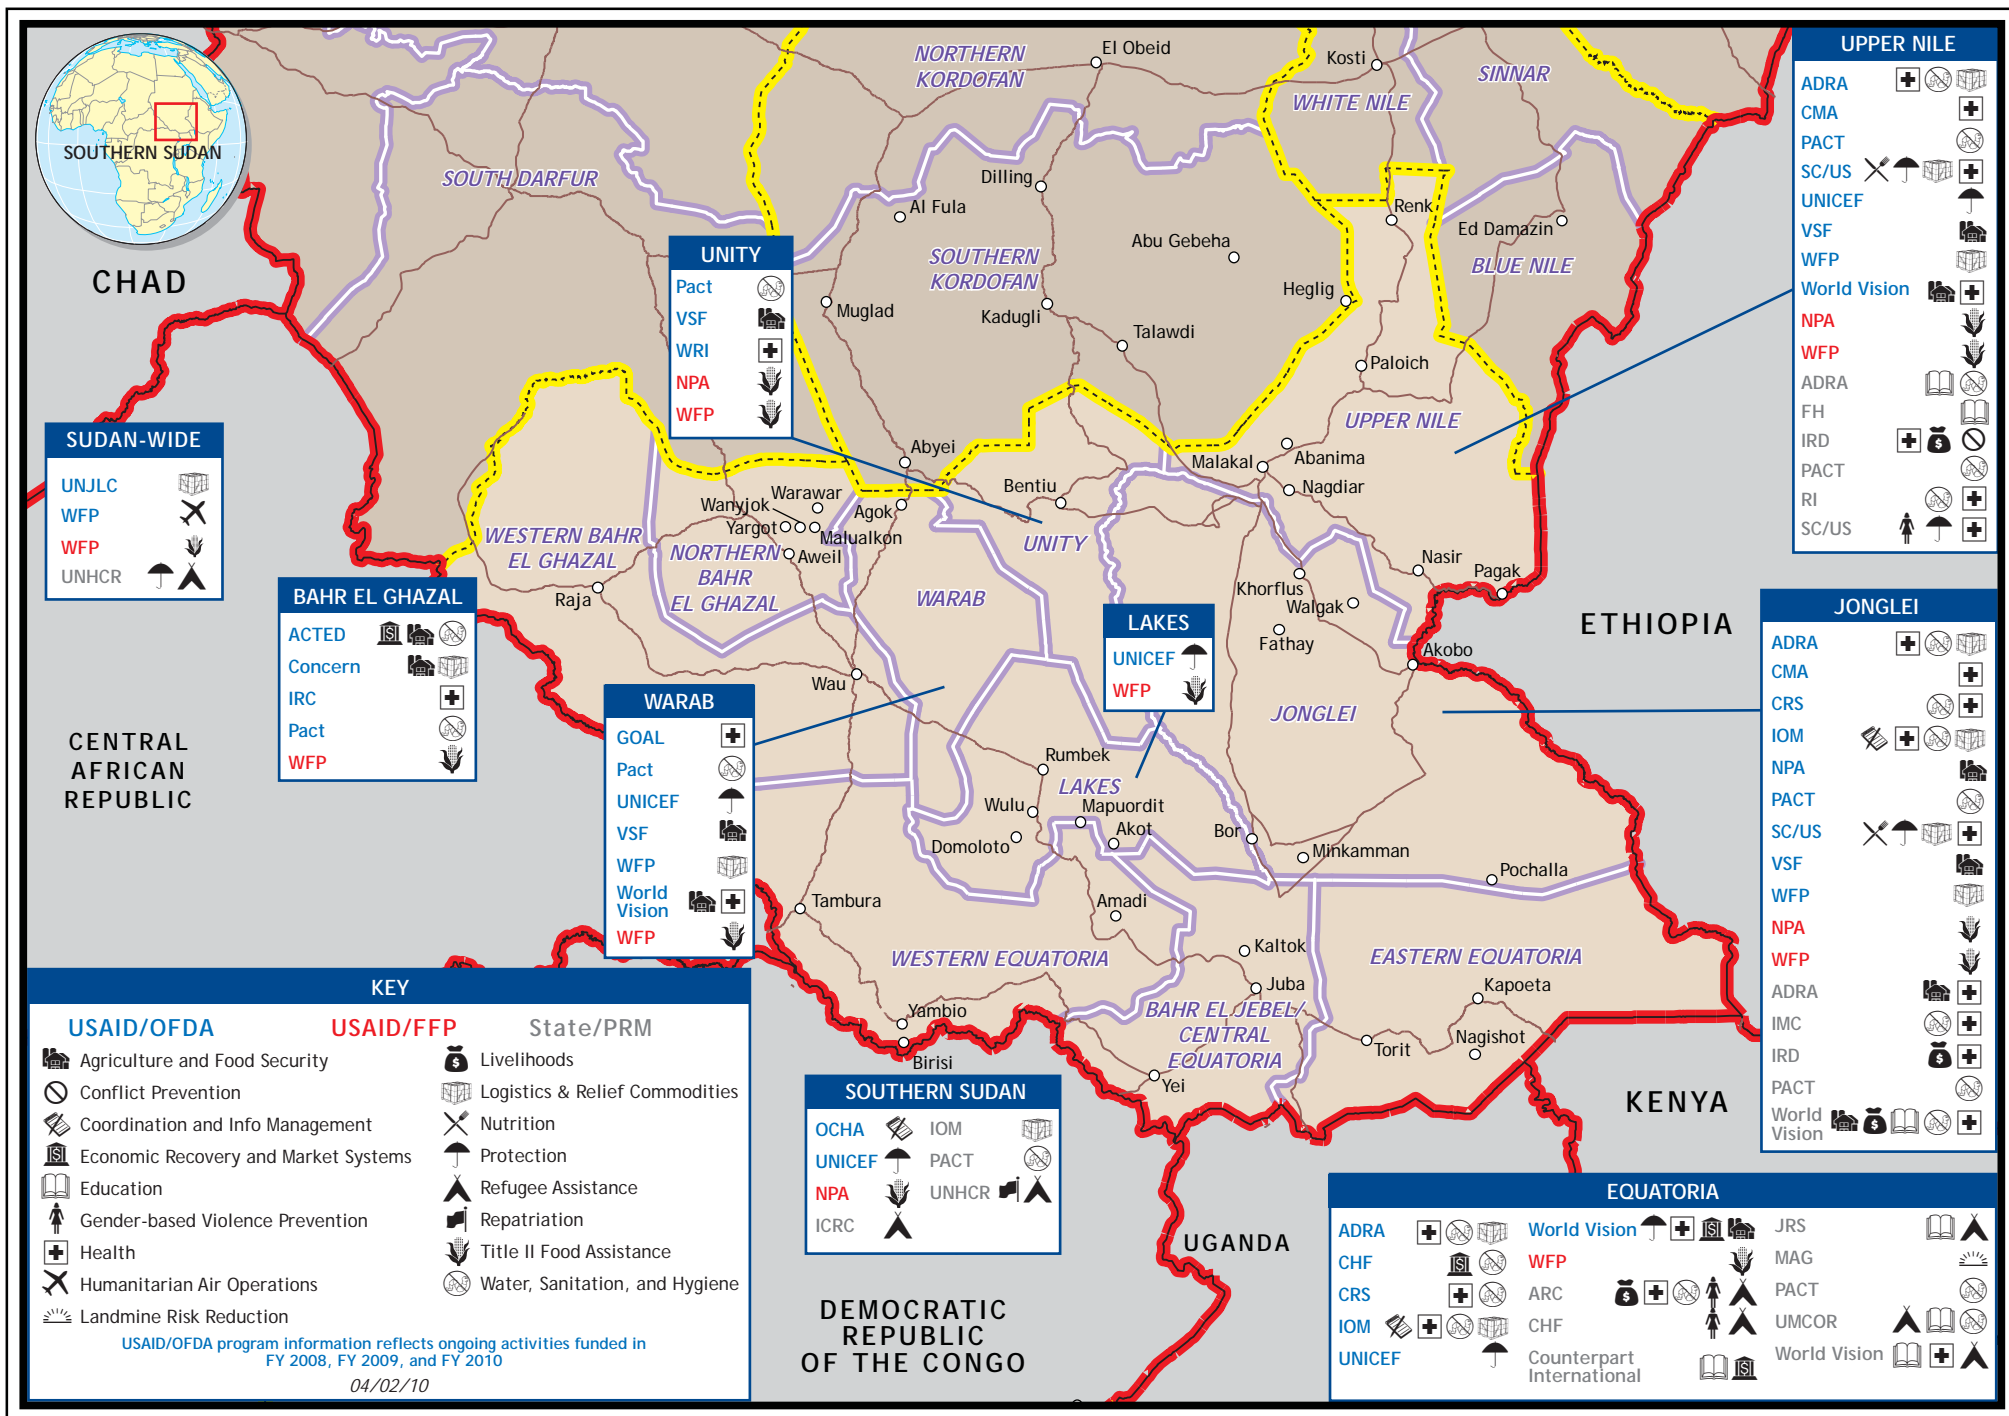 SOUTHERN SUDAN
CHAD
CENTRAL
AFRICAN
REPUBLIC
ETHIOPIA
KENYA
UGANDA
DEMOCRATIC
REPUBLIC
OF THE CONGO
NORTHERN
KORDOFAN
WHITE NILE
SINNAR
SOUTH DARFUR
SOUTHERN
KORDOFAN
BLUE NILE
UPPER NILE
WESTERN BAHR
EL GHAZAL
NORTHERN
BAHR
EL GHAZAL
WARAB
UNITY
JONGLEI
LAKES
WESTERN EQUATORIA
EASTERN EQUATORIA
BAHR EL JEBEL/
CENTRAL
EQUATORIA
El Obeid
Kosti
Dilling
Al Fula
Renk
Ed Damazin
Abu Gebeha
Heglig
Muglad
Kadugli
Talawdi
Paloich
Abyei
Malakal
Abanima
Nagdiar
Bentiu
Warawar
Wanyjok
Agok
Yargot
Malualkon
Aweil
Raja
Nasir
Pagak
Khorflus
Walgak
Fathay
Akobo
Wau
Rumbek
Wulu
Mapuordit
Akot
Domoloto
Bor
Minkamman
Pochalla
Tambura
Amadi
Kaltok
Juba
Kapoeta
Yambio
Birisi
Torit
Nagishot
Yei
UNITY
Pact
VSF
WRI
NPA
WFP
SUDAN-WIDE
UNJLC
WFP
WFP
UNHCR
BAHR EL GHAZAL
ACTED
Concern
IRC
Pact
WFP
WARAB
GOAL
Pact
UNICEF
VSF
WFP
World
Vision
WFP
LAKES
UNICEF
WFP
UPPER NILE
ADRA
CMA
PACT
SC/US
UNICEF
VSF
WFP
World Vision
NPA
WFP
ADRA
FH
IRD
PACT
RI
SC/US
JONGLEI
ADRA
CMA
CRS
IOM
NPA
PACT
SC/US
VSF
WFP
NPA
WFP
ADRA
IMC
IRD
PACT
World
Vision
SOUTHERN SUDAN
OCHA
UNICEF
NPA
ICRC
IOM
PACT
UNHCR
EQUATORIA
ADRA
CHF
CRS
IOM
UNICEF
World Vision
WFP
ARC
CHF
Counterpart
International
JRS
MAG
PACT
UMCOR
World Vision
KEY
USAID/OFDA USAID/FFP State/PRM
Agriculture and Food Security
Conflict Prevention
Coordination and Info Management
Economic Recovery and Market Systems
Education
Gender-based Violence Prevention
Health
Humanitarian Air Operations
Landmine Risk Reduction
Livelihoods
Logistics & Relief Commodities
Nutrition
Protection
Refugee Assistance
Repatriation
Title II Food Assistance
Water, Sanitation, and Hygiene
USAID/OFDA program information reflects ongoing activities funded in
FY 2008, FY 2009, and FY 2010
04/02/10